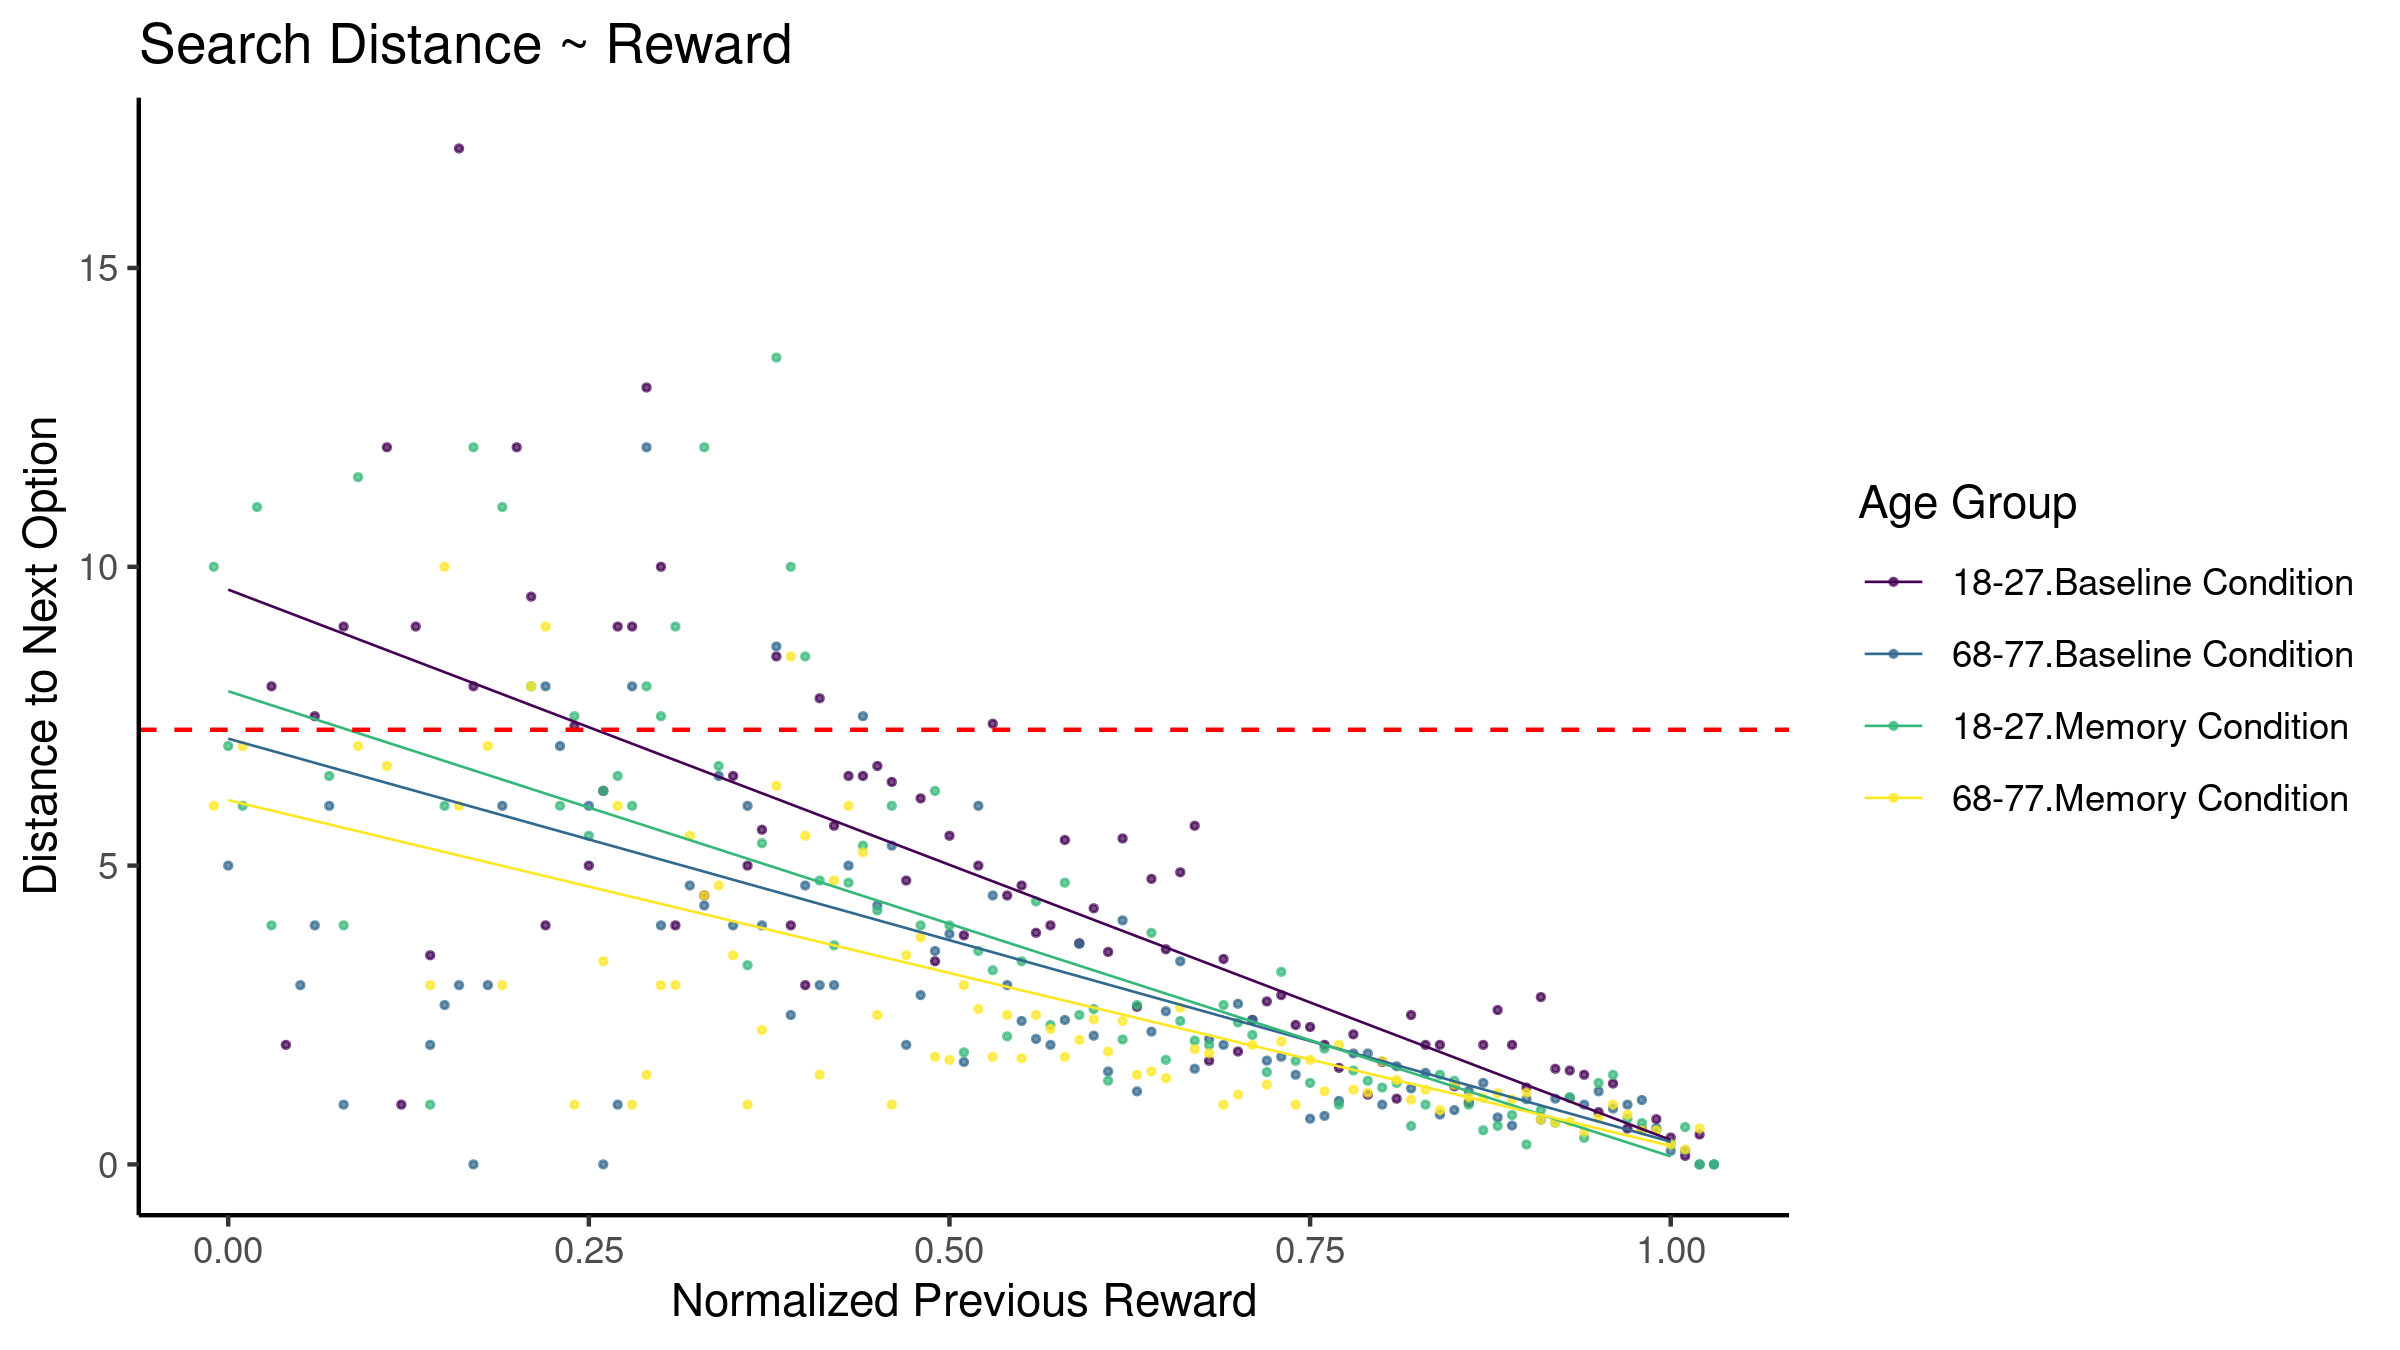 Search Distance ~ Reward
Distance to Next Option
15
10
5
0
0.00 0.25 0.50 0.75 1.00
Normalized Previous Reward
Age Group
18-27.Baseline Condition
68-77.Baseline Condition
18-27.Memory Condition
68-77.Memory Condition